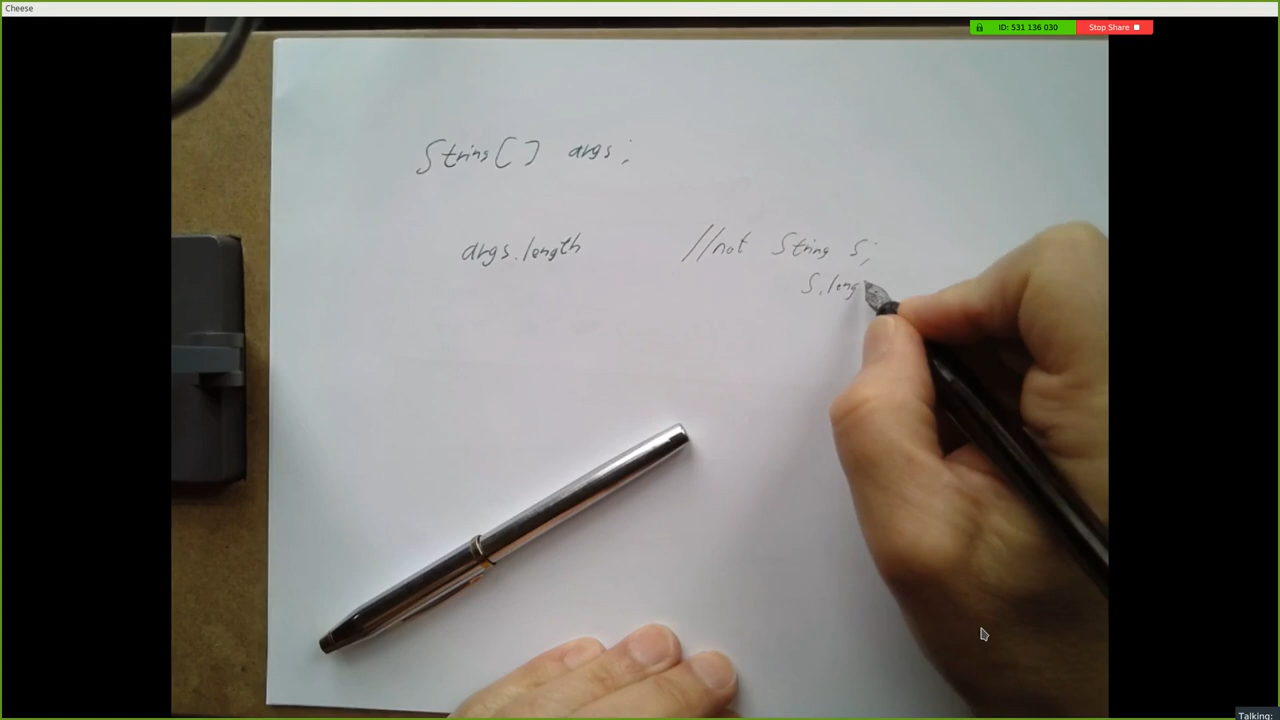 Cheese
ID: 531 136 030 Stop Share
String[] args;
args.length //not String s;
s.leng
Talking: